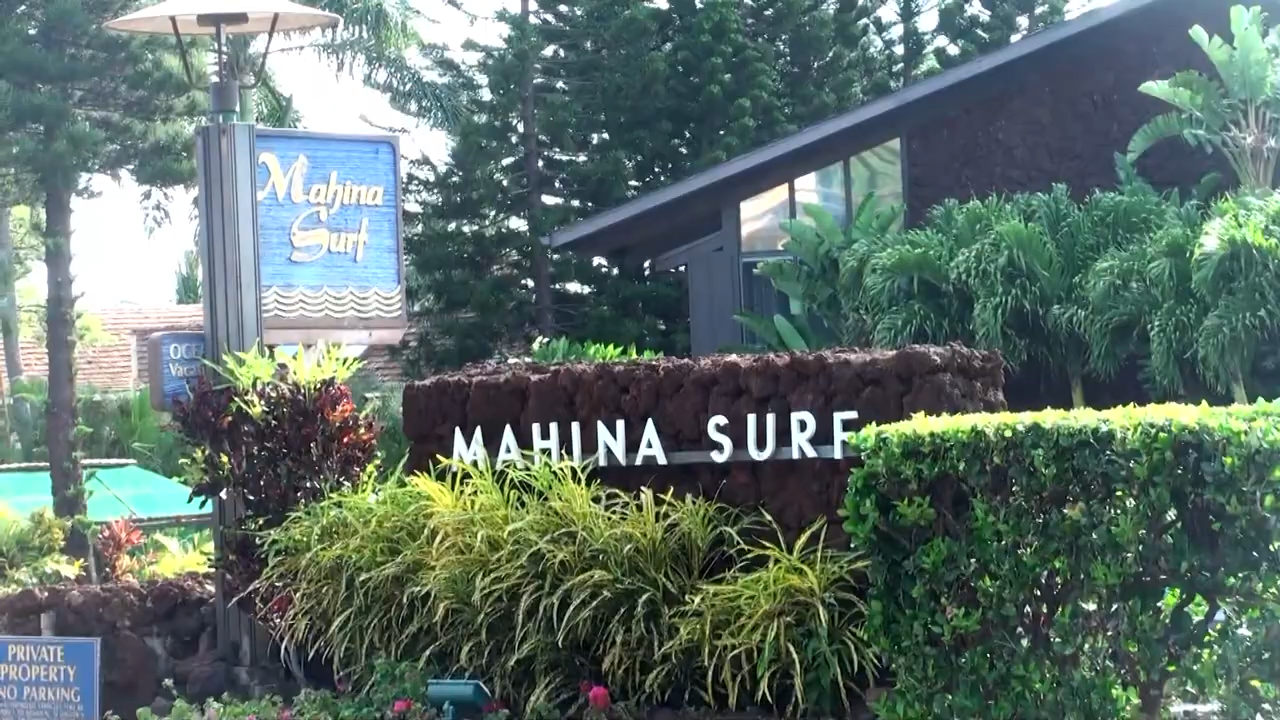 Mahina
Surf
MAHINA SURF
PRIVATE
PROPERTY
NO PARKING